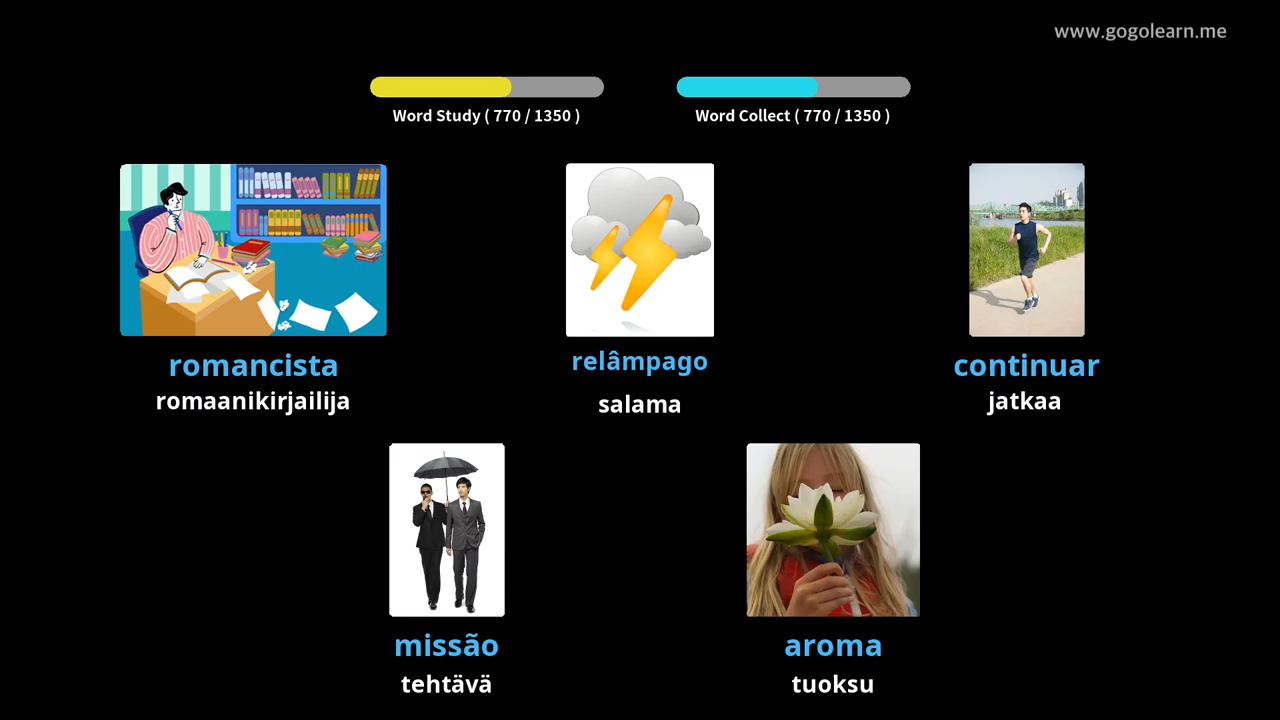 www.gogolearn.me
Word Study ( 770 / 1350 )
Word Collect ( 770 / 1350 )
romancista
romaanikirjailija
relâmpago
salama
continuar
jatkaa
missão
tehtävä
aroma
tuoksu